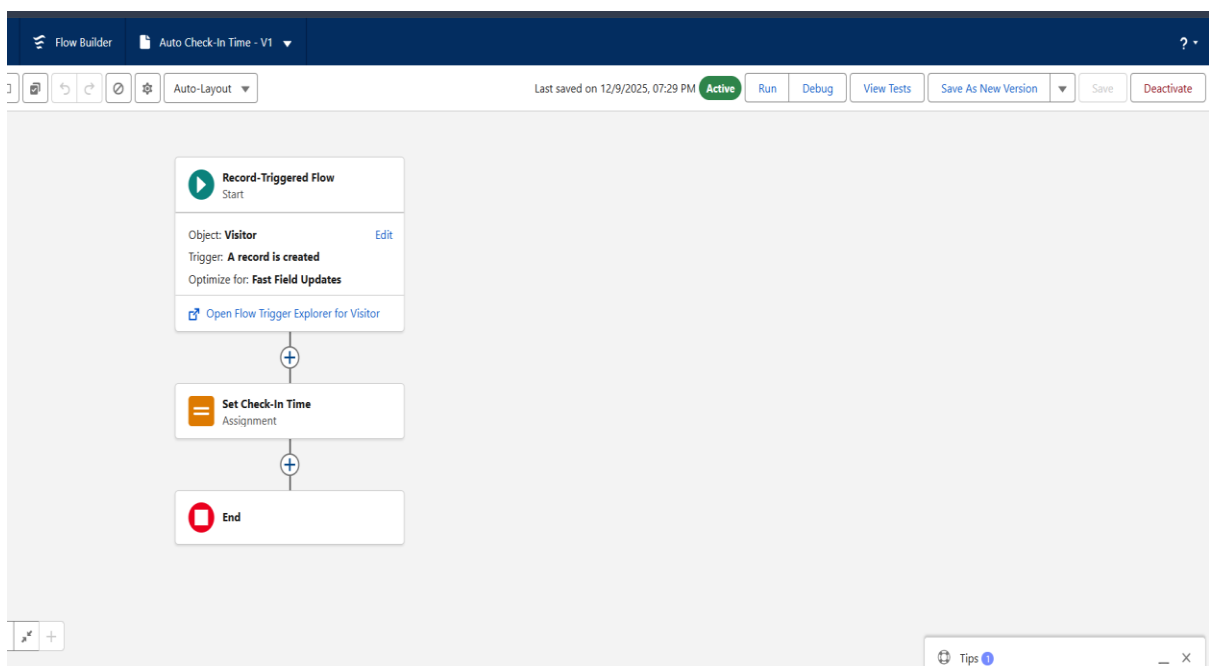 Flow Builder
Auto Check-In Time - V1
?
Auto-Layout
Last saved on 12/9/2025, 07:29 PM
Active
Run
Debug
View Tests
Save As New Version
Save
Deactivate
Record-Triggered Flow
Start
Object: Visitor
Edit
Trigger: A record is created
Optimize for: Fast Field Updates
Open Flow Trigger Explorer for Visitor
Set Check-In Time
Assignment
End
Tips 1